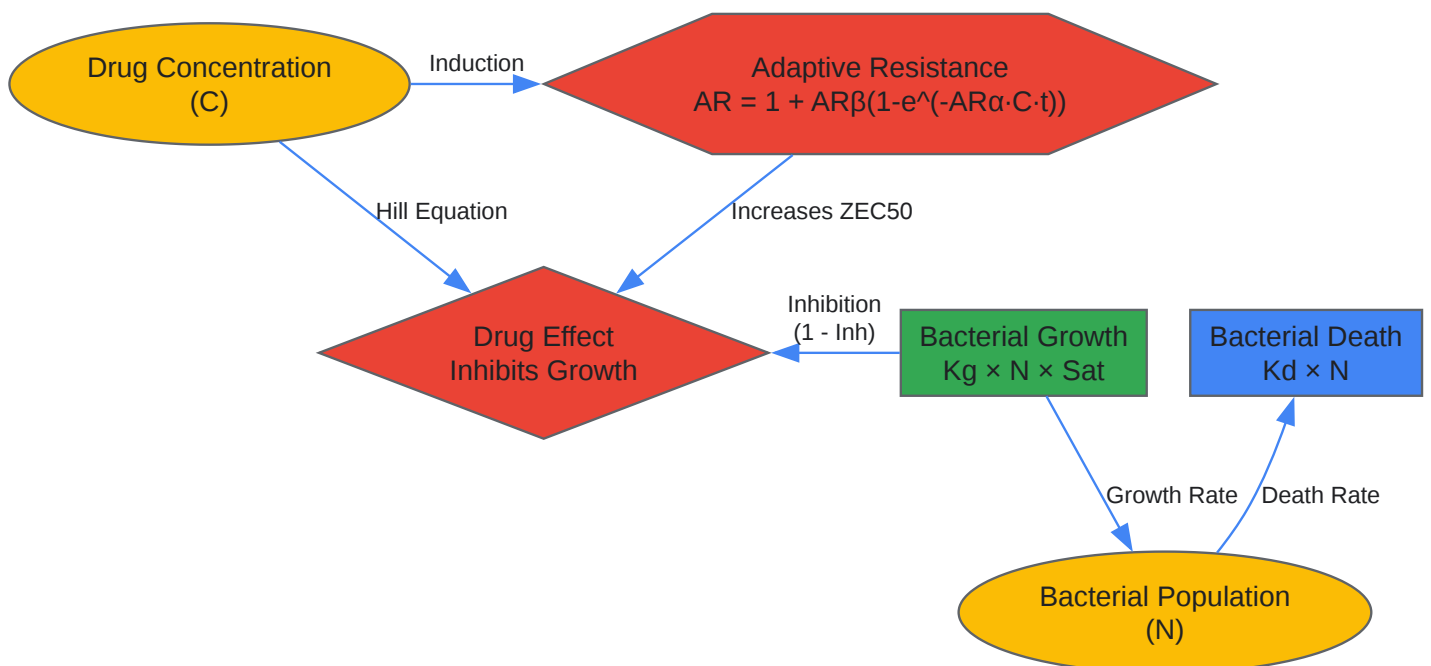 Drug Concentration
(C)
Induction
Adaptive Resistance
AR = 1 + ARβ(1-e^(-ARα·C·t))
Hill Equation
Increases ZEC50
Drug Effect
Inhibits Growth
Inhibition
(1 - Inh)
Bacterial Growth
Kg × N × Sat
Bacterial Death
Kd × N
Growth Rate
Death Rate
Bacterial Population
(N)